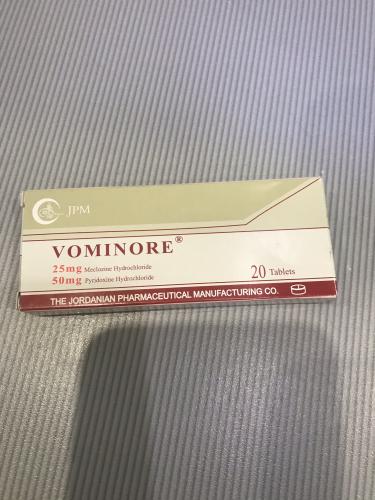 JPM
VOMINORE®
25mg Meclozine Hydrochloride
50mg Pyridoxine Hydrochloride
20 Tablets
THE JORDANIAN PHARMACEUTICAL MANUFACTURING CO.